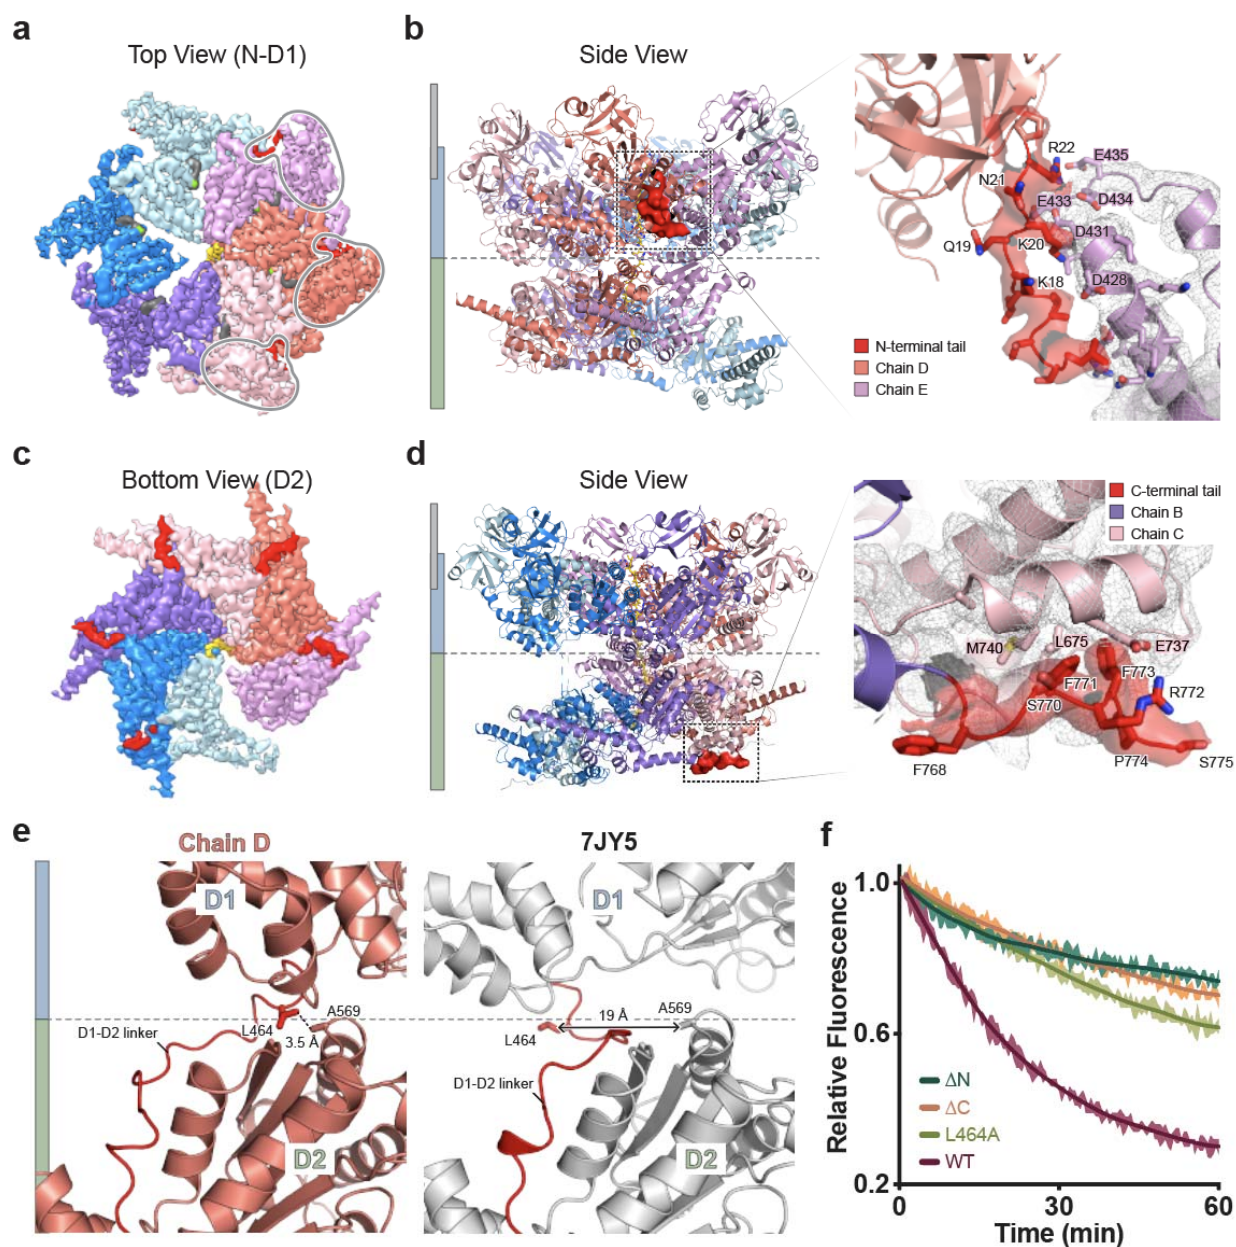 a
Top View (N-D1)
b
Side View
R22
E435
N21
E433
D434
Q19
K20
D431
K18
D428
N-terminal tail
Chain D
Chain E
c
Bottom View (D2)
d
Side View
C-terminal tail
Chain B
Chain C
M740
L675
E737
F771
F773
S770
R772
F768
P774
S775
e
Chain D
7JY5
D1
D1
L464
A569
3.5 Å
D1-D2 linker
19 Å
L464
A569
D1-D2 linker
D2
D2
f
Relative Fluorescence
1.0
0.6
0.2
ΔN
ΔC
L464A
WT
0
30
60
Time (min)